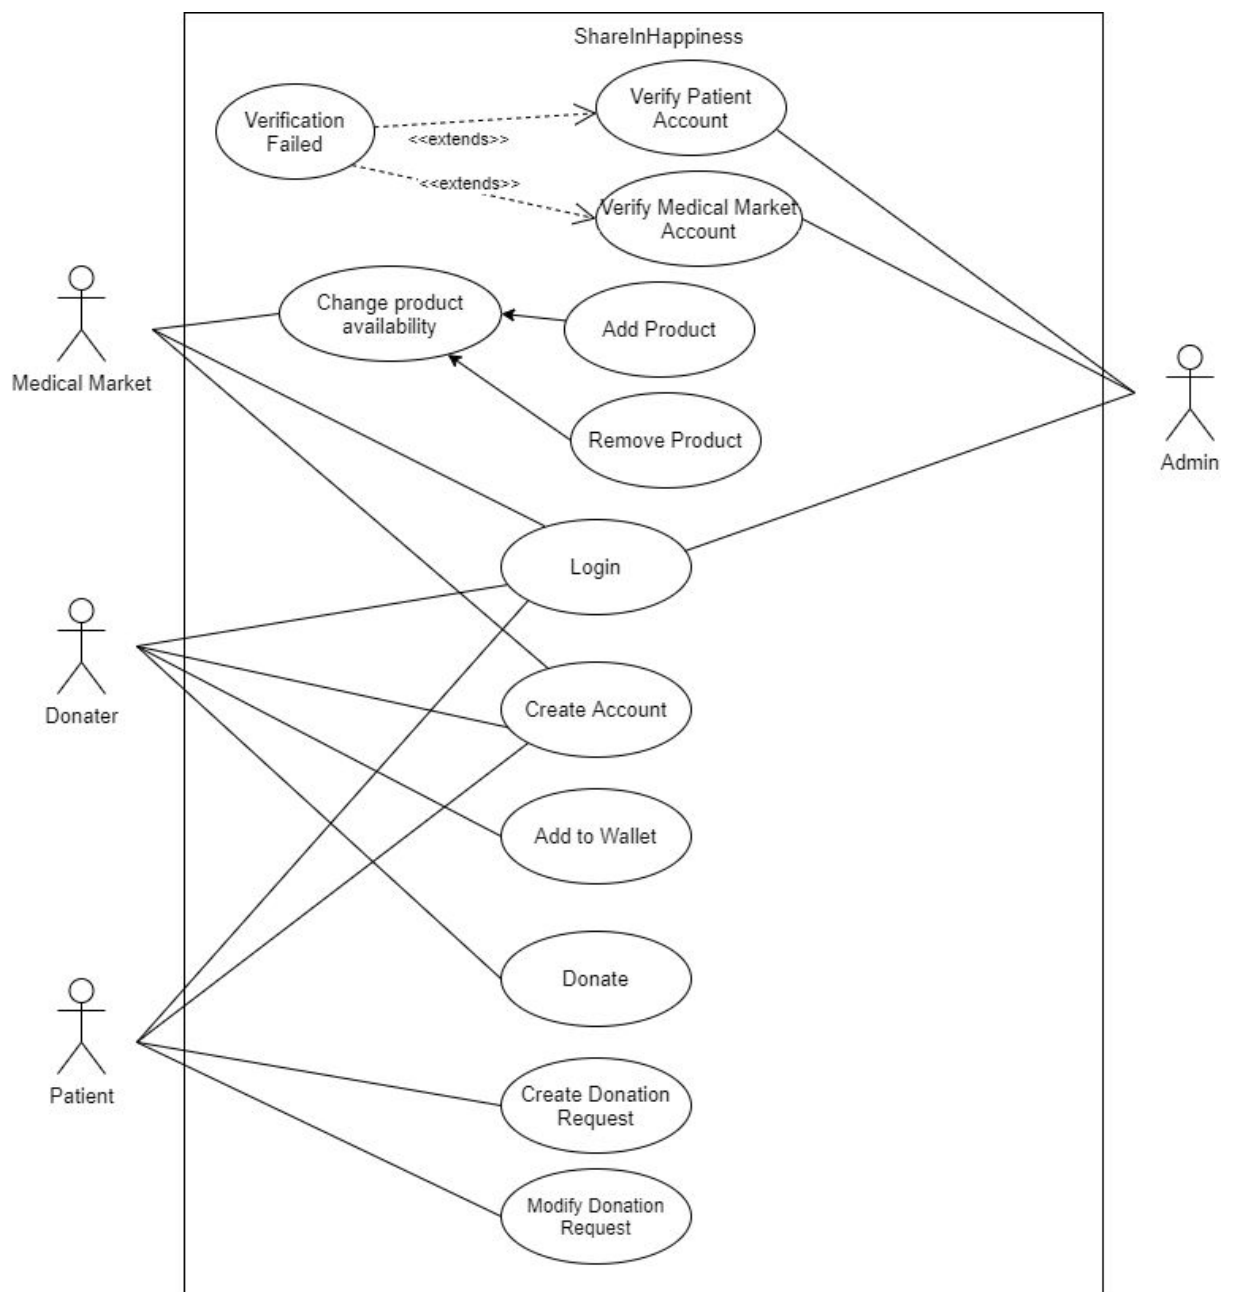 ShareInHappiness
Verification
Failed
<<extends>>
<<extends>>
Verify Patient
Account
Verify Medical Market
Account
Medical Market
Change product
availability
Add Product
Remove Product
Admin
Login
Donater
Create Account
Add to Wallet
Donate
Patient
Create Donation
Request
Modify Donation
Request